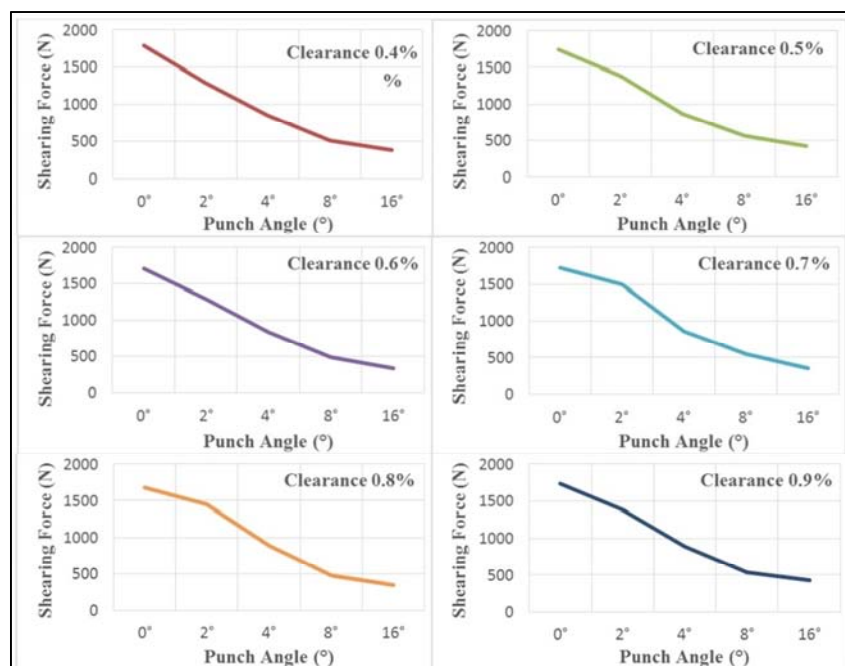 Shearing Force (N)
2000
1500
1000
500
0
Clearance 0.4%
%
0° 2° 4° 8° 16°
Punch Angle (°)
Shearing Force (N)
2000
1500
1000
500
0
Clearance 0.5%
0° 2° 4° 8° 16°
Punch Angle (°)
Shearing Force (N)
2000
1500
1000
500
0
Clearance 0.6%
0° 2° 4° 8° 16°
Punch Angle (°)
Shearing Force (N)
2000
1500
1000
500
0
Clearance 0.7%
0° 2° 4° 8° 16°
Punch Angle (°)
Shearing Force (N)
2000
1500
1000
500
0
Clearance 0.8%
0° 2° 4° 8° 16°
Punch Angle (°)
Shearing Force (N)
2000
1500
1000
500
0
Clearance 0.9%
0° 2° 4° 8° 16°
Punch Angle (°)